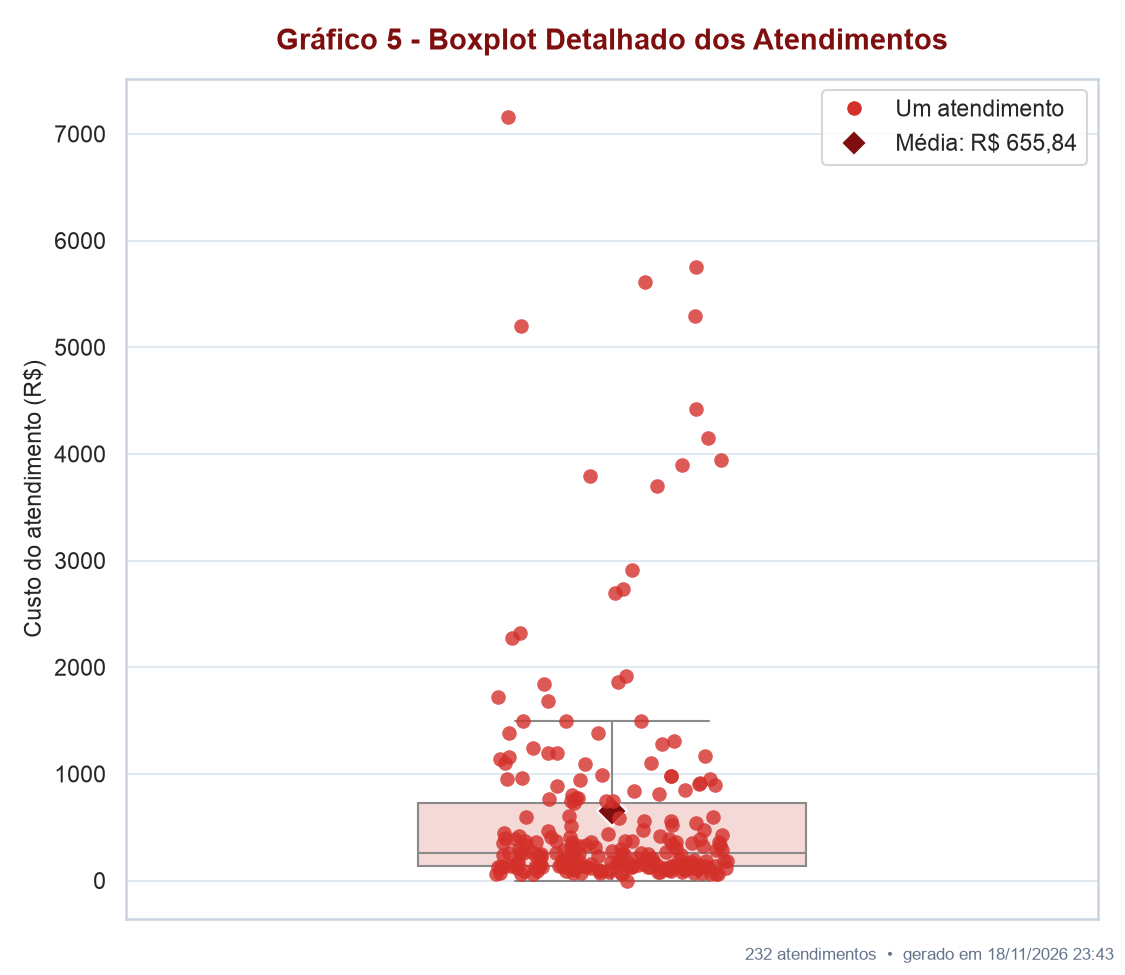 Gráfico 5 - Boxplot Detalhado dos Atendimentos
Um atendimento
Média: R$ 655,84
Custo do atendimento (R$)
7000
6000
5000
4000
3000
2000
1000
0
232 atendimentos • gerado em 18/11/2026 23:43